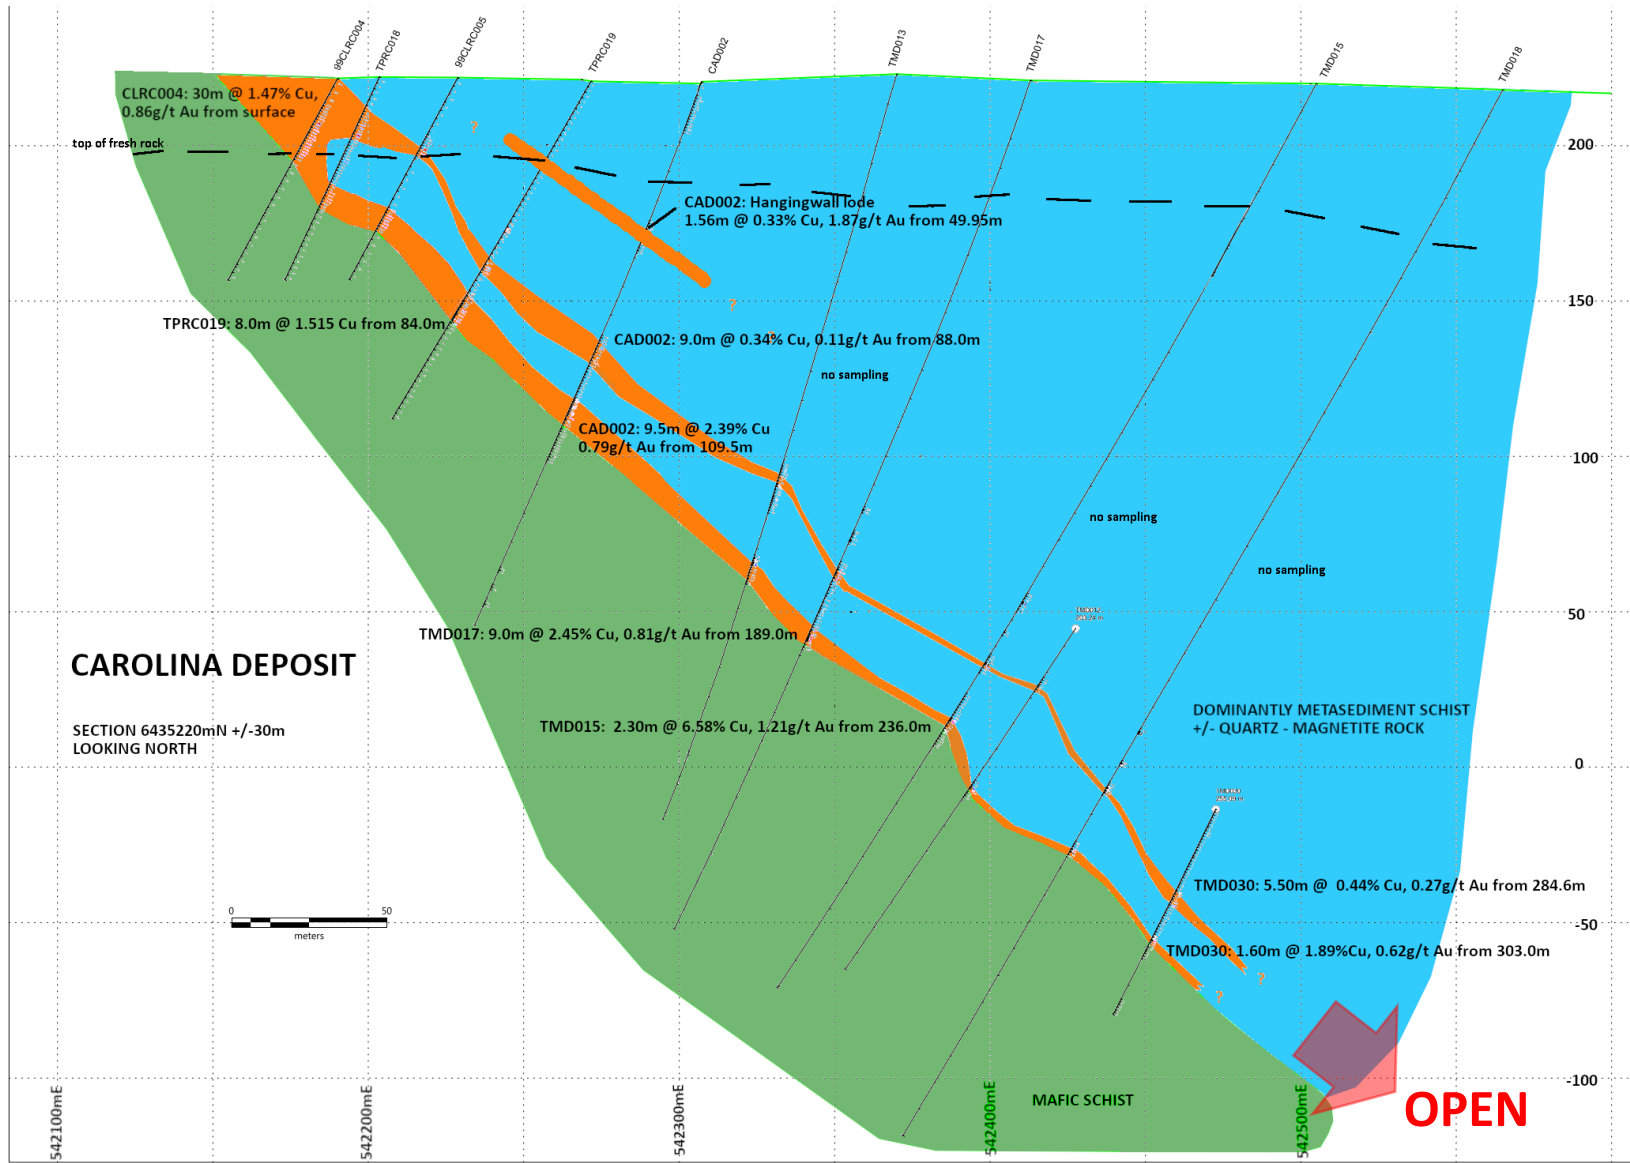 99CLRC004
TPRC018
99CLRC005
TPRC019
CAD002
TMD013
TMD017
TMD015
TMD018
CLRC004: 30m @ 1.47% Cu,
0.86g/t Au from surface
top of fresh rock
200
?
CAD002: Hangingwall lode
1.56m @ 0.33% Cu, 1.87g/t Au from 49.95m
150
?
TPRC019: 8.0m @ 1.515 Cu from 84.0m
CAD002: 9.0m @ 0.34% Cu, 0.11g/t Au from 88.0m
no sampling
CAD002: 9.5m @ 2.39% Cu
0.79g/t Au from 109.5m
100
no sampling
no sampling
50
TMD017: 9.0m @ 2.45% Cu, 0.81g/t Au from 189.0m
CAROLINA DEPOSIT
SECTION 6435220mN +/-30m
LOOKING NORTH
TMD015: 2.30m @ 6.58% Cu, 1.21g/t Au from 236.0m
DOMINANTLY METASEDIMENT SCHIST
+/- QUARTZ - MAGNETITE ROCK
0
TMD030
TMD030: 5.50m @ 0.44% Cu, 0.27g/t Au from 284.6m
0 50
meters
-50
TMD030: 1.60m @ 1.89%Cu, 0.62g/t Au from 303.0m
?
?
-100
MAFIC SCHIST
OPEN
542100mE
542200mE
542300mE
542400mE
542500mE